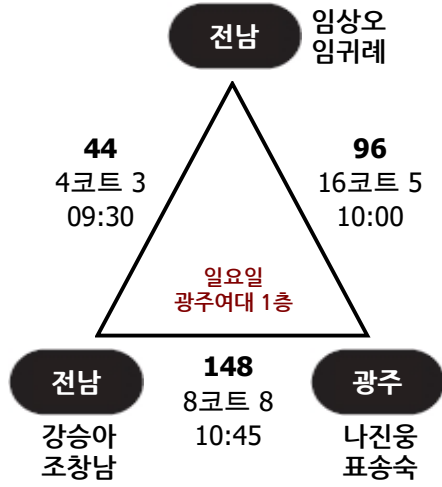 전남
임상오
임귀례
44
4코트 3
09:30
96
16코트 5
10:00
일요일
광주여대 1층
전남
강승아
조창남
148
8코트 8
10:45
광주
나진웅
표송숙